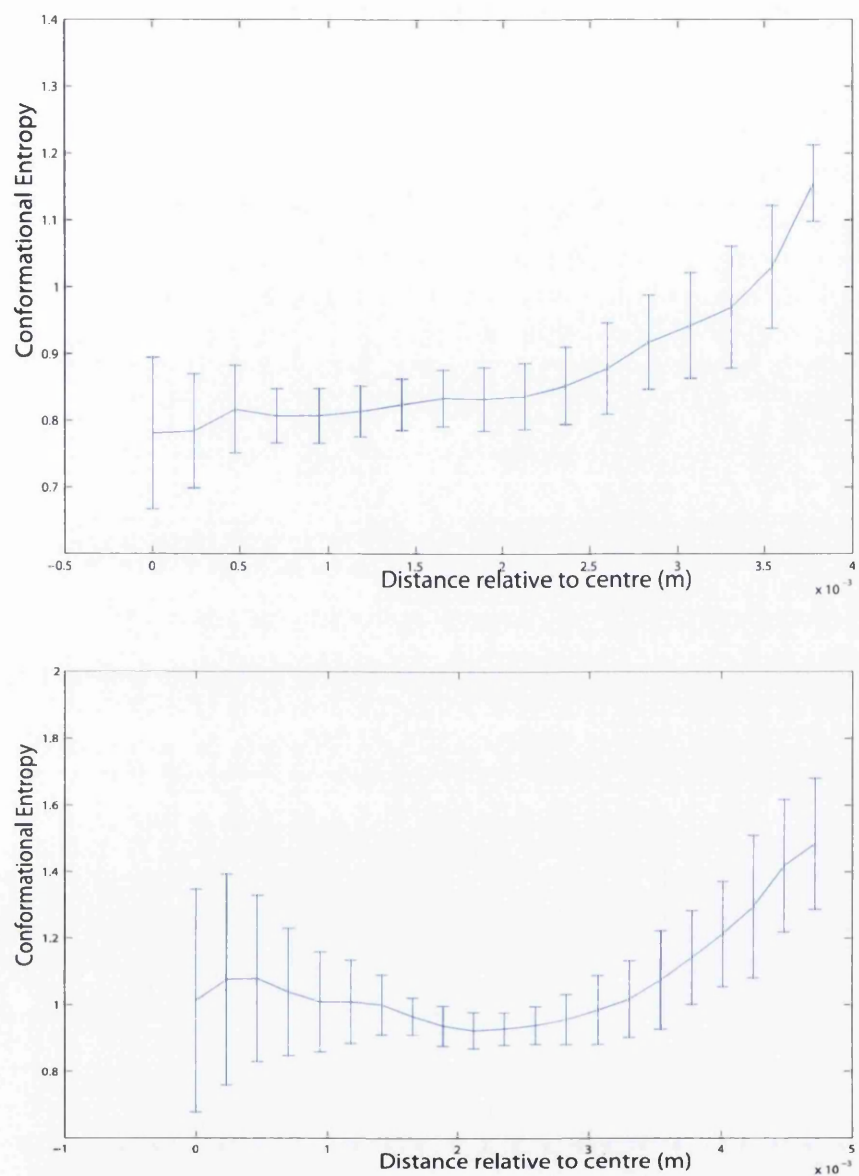 1.4
1.3
1.2
1.1
1
0.9
0.8
0.7
Conformational Entropy
−0.5 0 0.5 1 1.5 2 2.5 3 3.5 4
Distance relative to centre (m)
x 10⁻³
2
1.8
1.6
1.4
1.2
1
0.8
Conformational Entropy
−1 0 1 2 3 4 5
Distance relative to centre (m)
x 10⁻³